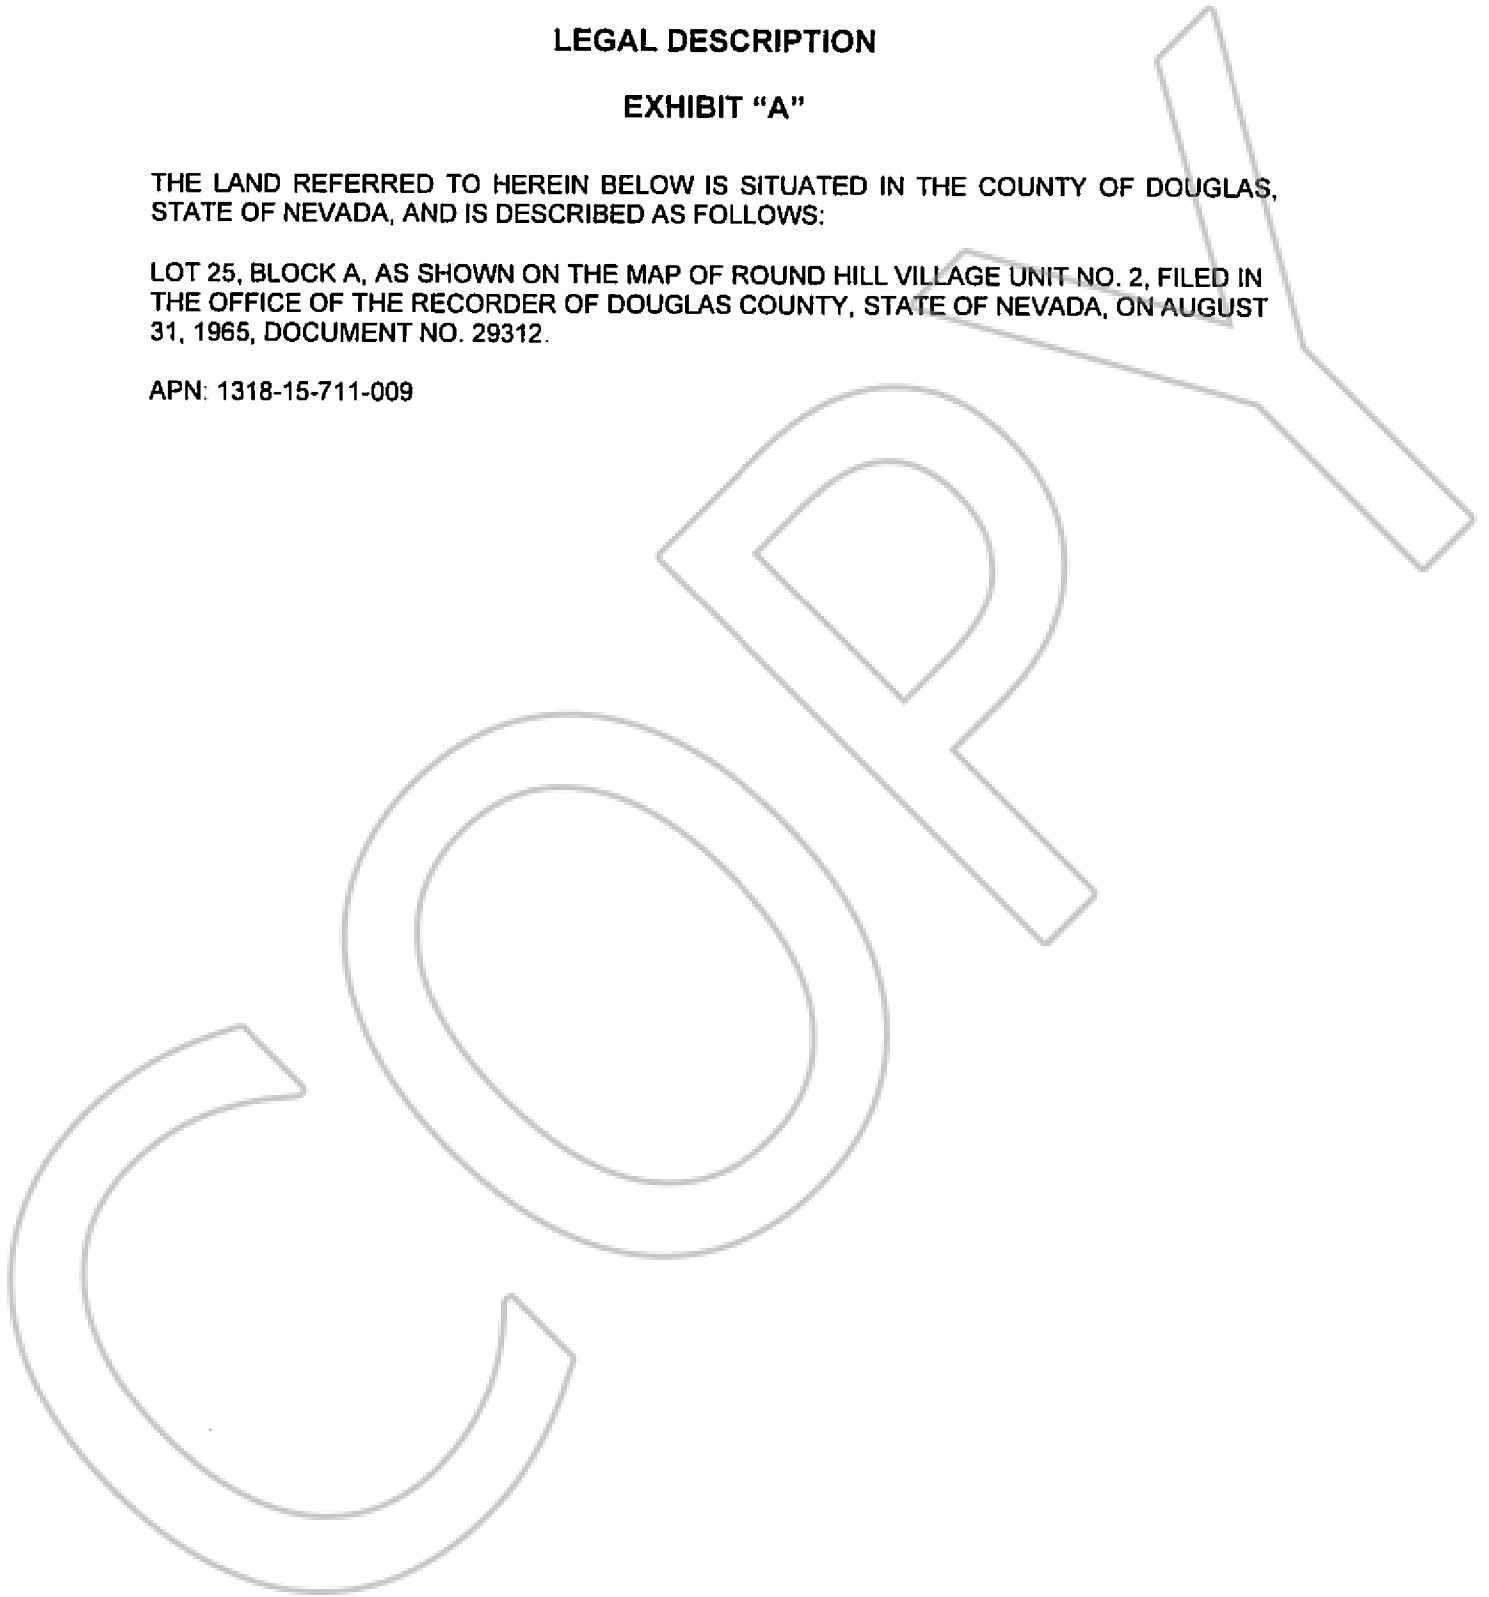 LEGAL DESCRIPTION
EXHIBIT “A”
THE LAND REFERRED TO HEREIN BELOW IS SITUATED IN THE COUNTY OF DOUGLAS,
STATE OF NEVADA, AND IS DESCRIBED AS FOLLOWS:
LOT 25, BLOCK A, AS SHOWN ON THE MAP OF ROUND HILL VILLAGE UNIT NO. 2, FILED IN
THE OFFICE OF THE RECORDER OF DOUGLAS COUNTY, STATE OF NEVADA, ON AUGUST
31, 1965, DOCUMENT NO. 29312.
APN: 1318-15-711-009
COPY